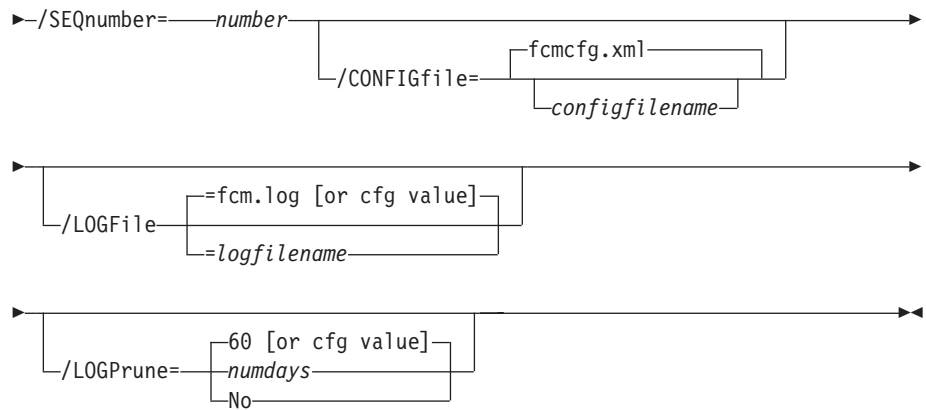 /SEQnumber= number
fcmcfg.xml
/CONFIGfile=
configfilename
=fcm.log [or cfg value]
/LOGFile
=logfilename
60 [or cfg value]
/LOGPrune= numdays
No